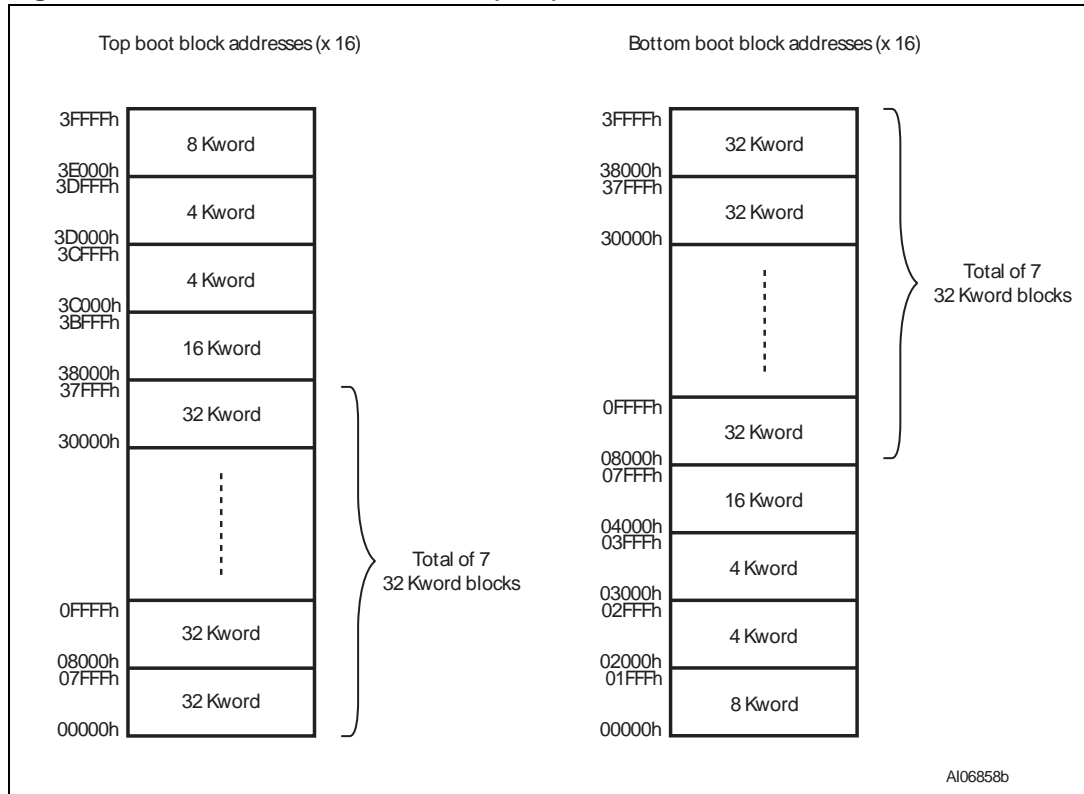 Top boot block addresses (x 16)
3FFFFh
8 Kword
3E000h
3DFFFh
4 Kword
3D000h
3CFFFh
4 Kword
3C000h
3BFFFh
16 Kword
38000h
37FFFh
32 Kword
30000h
Total of 7
32 Kword blocks
0FFFFh
32 Kword
08000h
07FFFh
32 Kword
00000h
Bottom boot block addresses (x 16)
3FFFFh
32 Kword
38000h
37FFFh
32 Kword
30000h
Total of 7
32 Kword blocks
0FFFFh
32 Kword
08000h
07FFFh
16 Kword
04000h
03FFFh
4 Kword
03000h
02FFFh
4 Kword
02000h
01FFFh
8 Kword
00000h
AI06858b